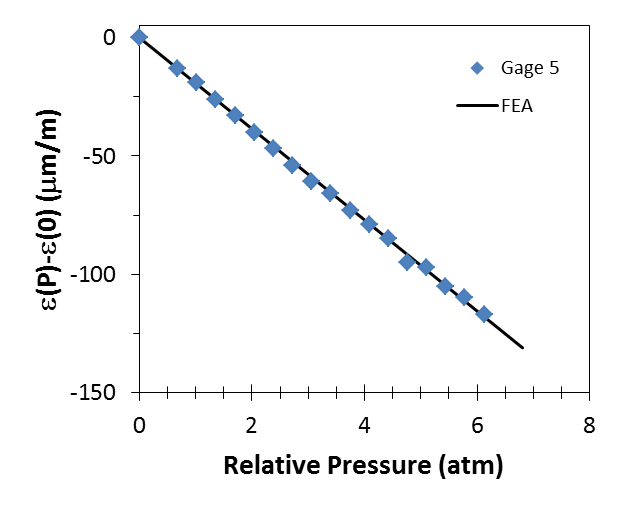 0
-50
-100
-150
ε(P)-ε(0) (μm/m)
Gage 5
FEA
0 2 4 6 8
Relative Pressure (atm)